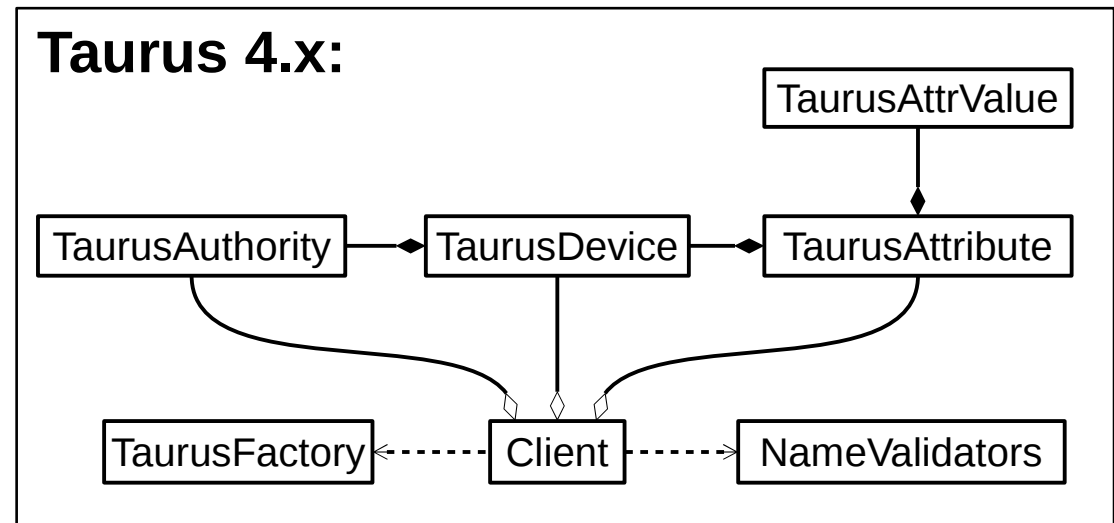 Taurus 4.x:
TaurusAttrValue
TaurusAuthority
TaurusDevice
TaurusAttribute
TaurusFactory
Client
NameValidators